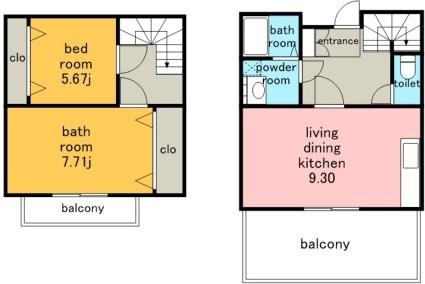 clo
bed
room
5.67j
bath
room
7.71j
clo
balcony
bath
room
entrance
powder
room
toilet
living
dining
kitchen
9.30
balcony